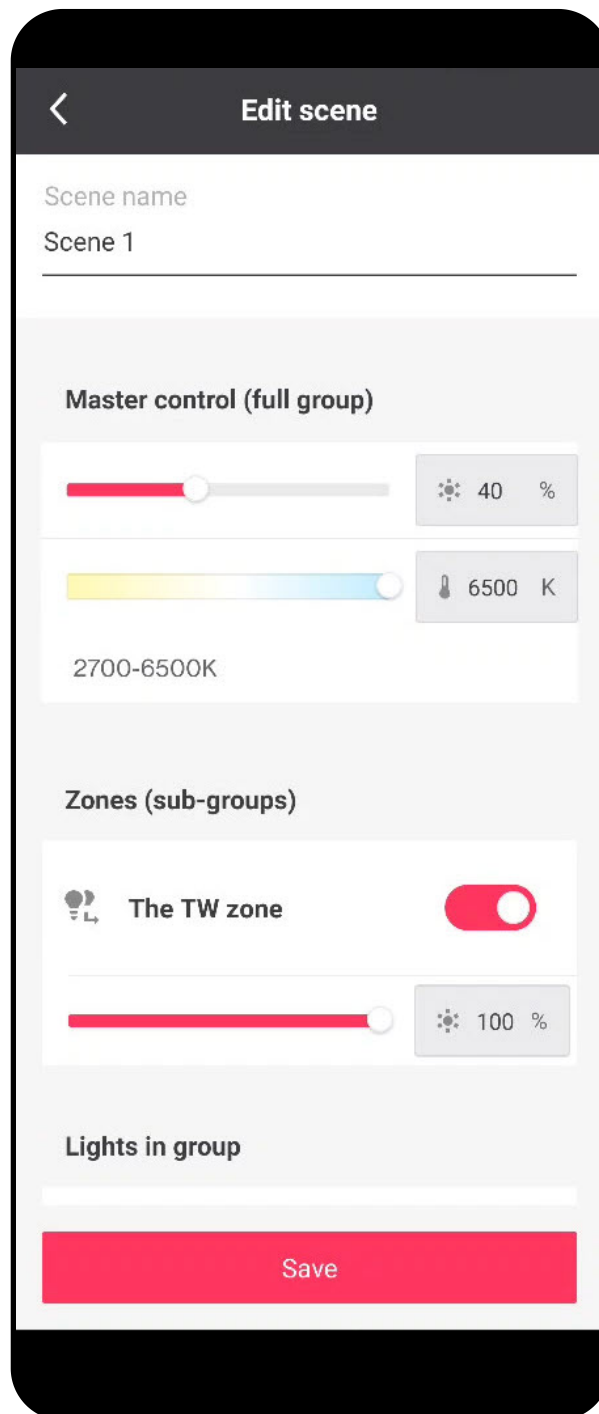 Edit scene
Scene name
Scene 1
Master control (full group)
40 %
6500 K
2700-6500K
Zones (sub-groups)
The TW zone
100 %
Lights in group
Save